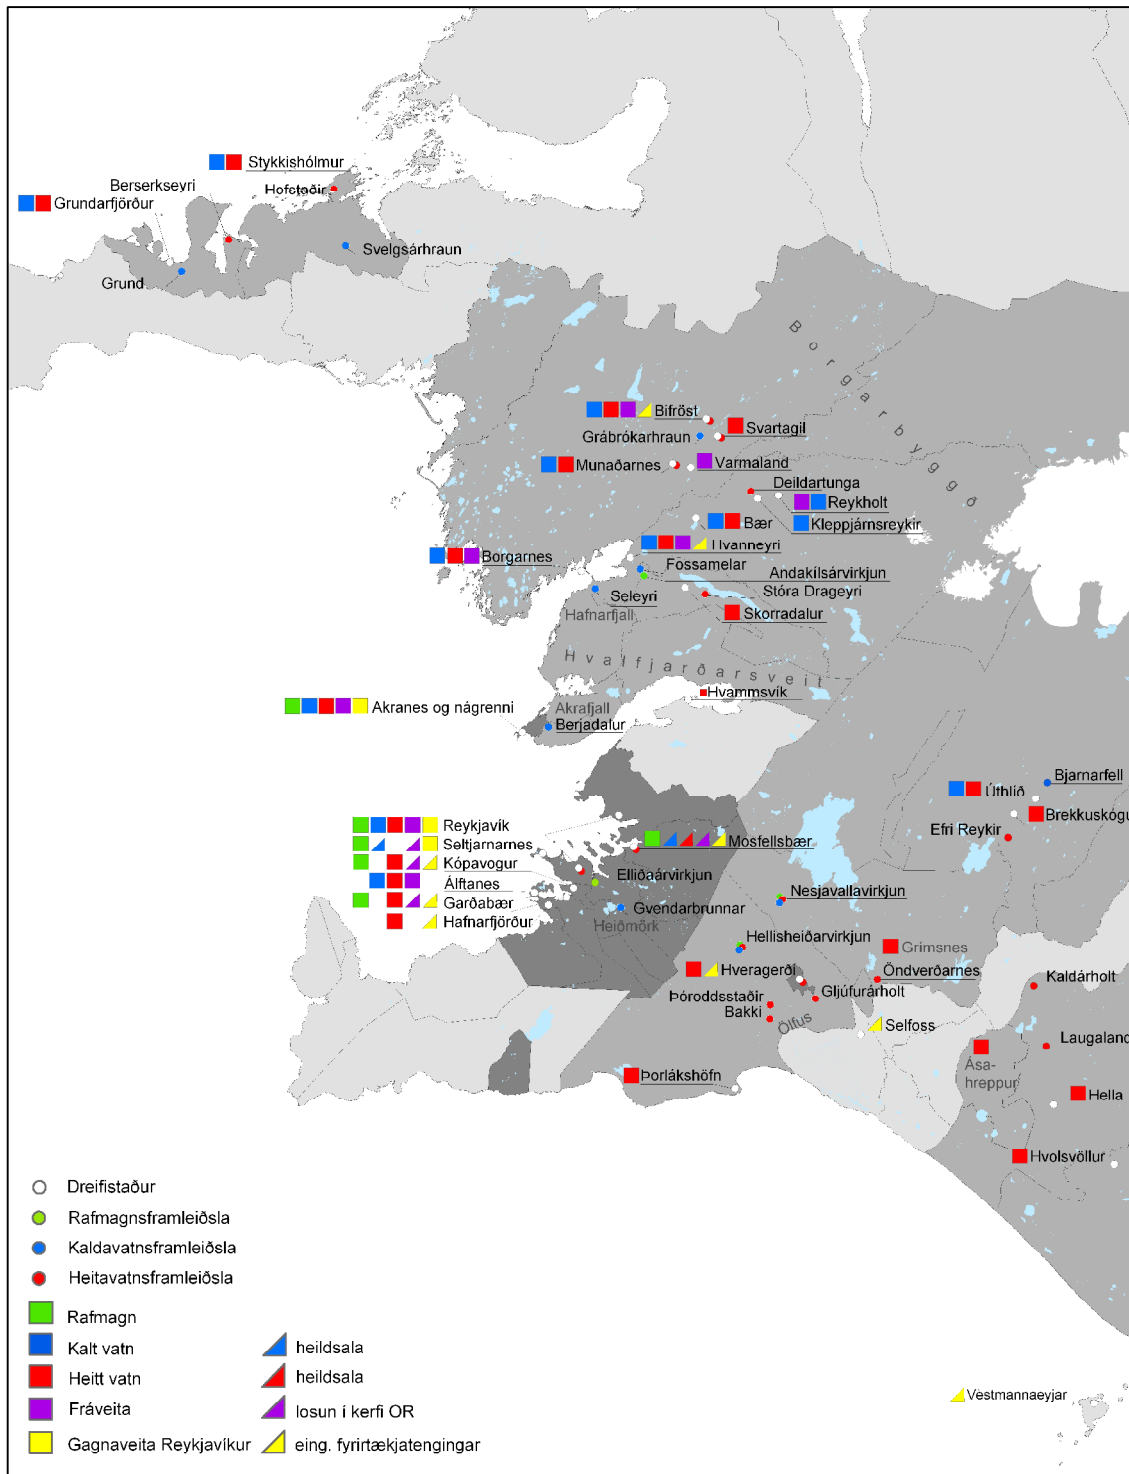 Stykkishólmur
Berserkseyri
Hofstaðir
Grundarfjörður
Svelgsárhraun
Grund
Borgarbyggð
Bifröst
Svartagil
Grábrókarhraun
Munaðarnes
Varmaland
Deildartunga
Reykholt
Kleppjárnsreykir
Bær
Hvanneyri
Borgarnes
Fossamelar
Andakílsárvirkjun
Stóra Drageyri
Seleyri
Hafnarfjall
Skorradalur
Hvalfjarðarsveit
Hvammsvík
Akranes og nágrenni
Akrafjall
Berjadalur
Bjarnarfell
Úthlíð
Brekkuskógu
Efri Reykir
Reykjavík
Seltjarnarnes
Mosfellsbær
Kópavogur
Elliðaárvirkjun
Álftanes
Nesjavallavirkjun
Garðabær
Gvendarbrunnar
Hafnarfjörður
Heiðmörk
Hellisheiðarvirkjun
Grímsnes
Hveragerði
Öndverðarnes
Kaldárholt
Gljúfurárholt
Þóroddsstaðir
Bakki
Ölfus
Selfoss
Laugaland
Ása-
hreppur
Þorlákshöfn
Hella
Hvolsvöllur
Dreifistaður
Rafmagnsframleiðsla
Kaldavatnsframleiðsla
Heitavatnsframleiðsla
Rafmagn
Kalt vatn
heildsala
Heitt vatn
heildsala
Fráveita
losun í kerfi OR
Gagnaveita Reykjavíkur
eing. fyrirtækjatengingar
Vestmannaeyjar